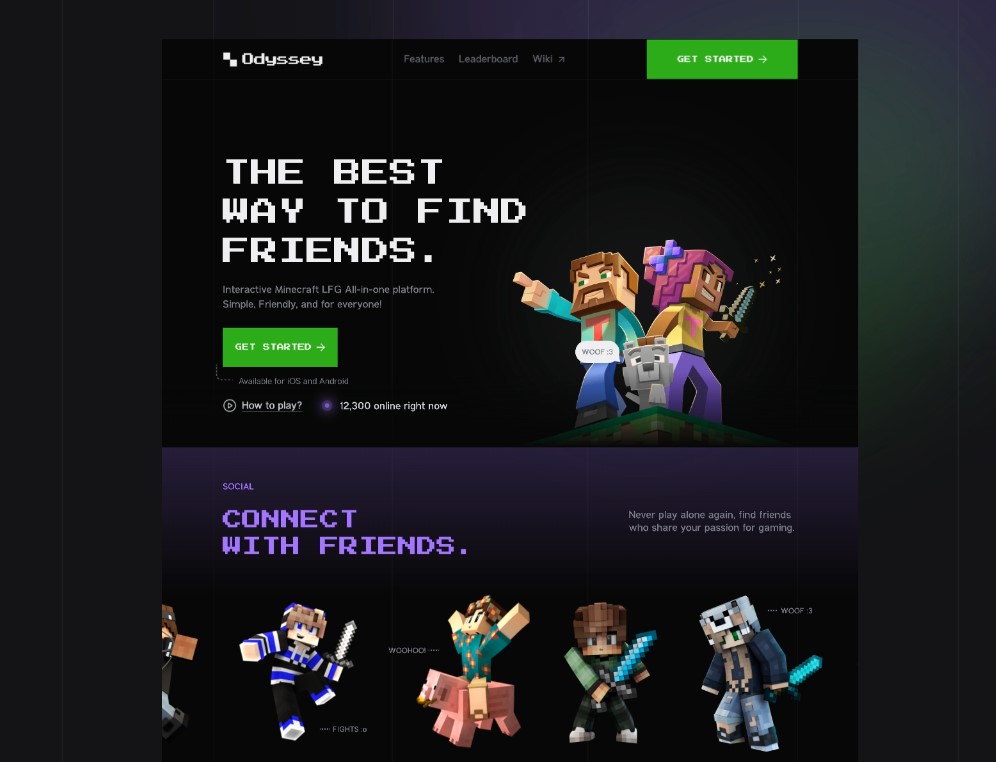 Odyssey
Features
Leaderboard
Wiki
GET STARTED →
THE BEST
WAY TO FIND
FRIENDS.
Interactive Minecraft LFG All-in-one platform.
Simple, Friendly, and for everyone!
GET STARTED →
Available for iOS and Android
How to play?
12,300 online right now
WOOF :3
SOCIAL
CONNECT
WITH FRIENDS.
Never play alone again, find friends
who share your passion for gaming.
WOOF :3
WOOHOO!
FIGHTS :o